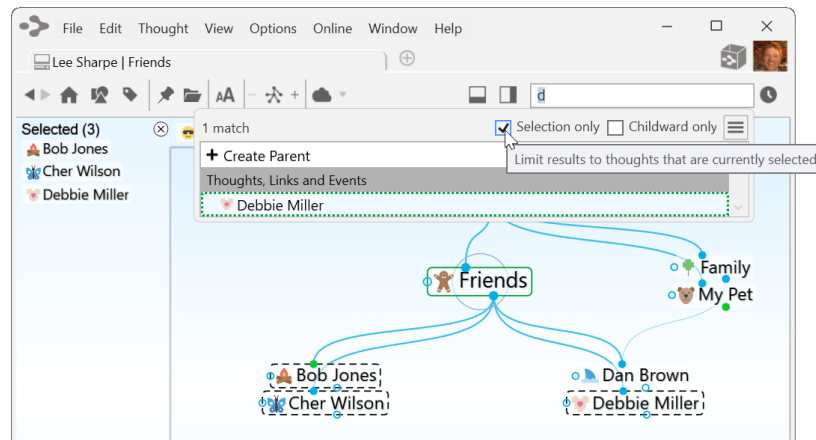 File Edit Thought View Options Online Window Help
Lee Sharpe | Friends
AA
d
Selected (3)
Bob Jones
Cher Wilson
Debbie Miller
1 match
Selection only
Childward only
Create Parent
Limit results to thoughts that are currently selected
Thoughts, Links and Events
Debbie Miller
Friends
Family
My Pet
Bob Jones
Dan Brown
Cher Wilson
Debbie Miller